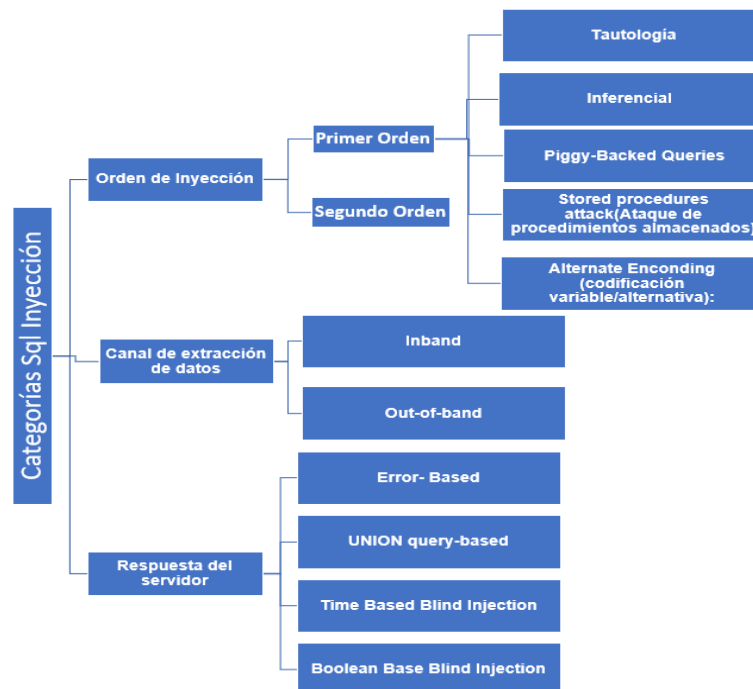 Categorías Sql Inyección
Orden de Inyección
Primer Orden
Tautología
Inferencial
Piggy-Backed Queries
Stored procedures
attack(Ataque de
procedimientos almacenados)
Alternate Enconding
(codificación
variable/alternativa):
Segundo Orden
Canal de extracción
de datos
Inband
Out-of-band
Respuesta del
servidor
Error- Based
UNION query-based
Time Based Blind Injection
Boolean Base Blind Injection